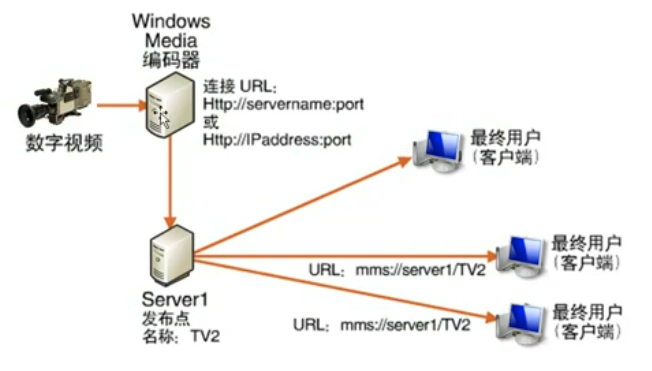 Windows
Media
编码器
连接 URL:
Http://servername:port
或
Http://IPaddress:port
数字视频
最终用户
(客户端)
最终用户
(客户端)
URL: mms://server1/TV2
Server1
发布点
名称: TV2
URL: mms://server1/TV2
最终用户
(客户端)